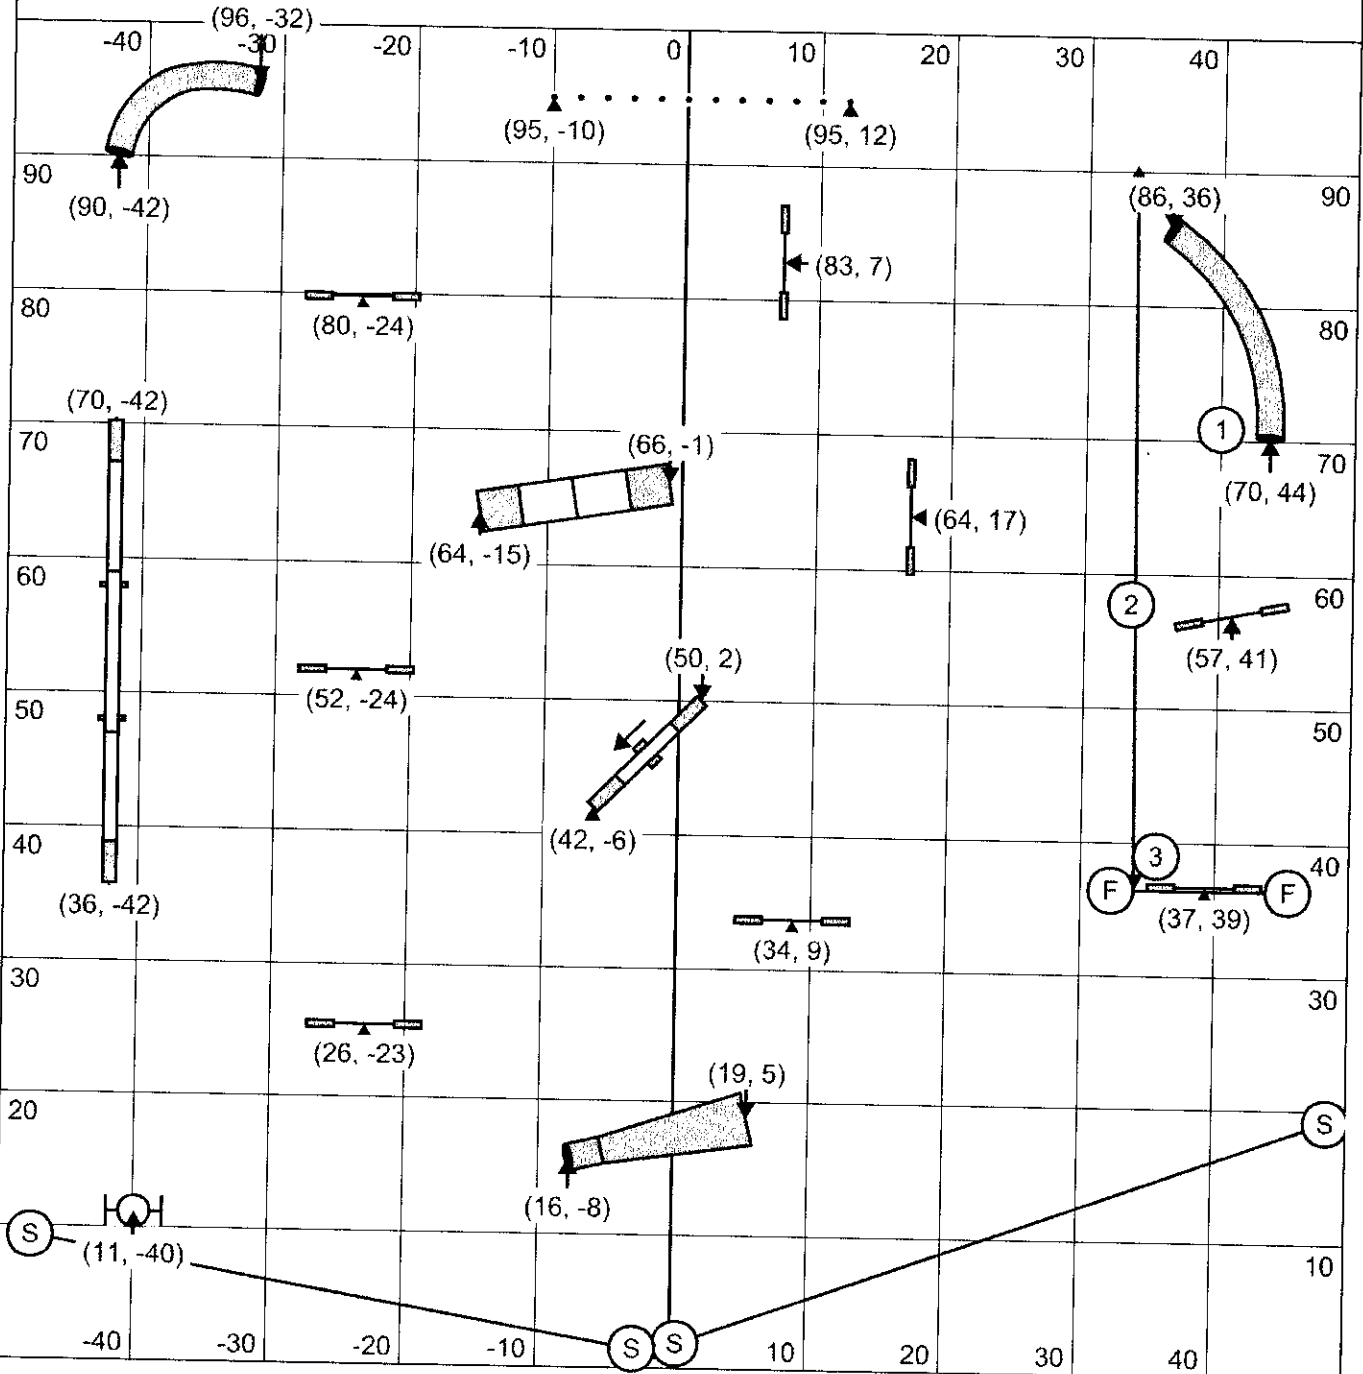 (96, -32)
-40 -30 -20 -10 0 10 20 30 40
(95, -10) (95, 12)
90 90
(90, -42) (86, 36)
(83, 7)
80 80
(80, -24)
(70, -42)
70 1 70
(66, -1)
(70, 44)
(64, -15) (64, 17)
60 2 60
(50, 2) (57, 41)
(52, -24)
50 50
(42, -6)
40 3 40
F F
(36, -42) (37, 39)
(34, 9)
30 30
(26, -23)
(19, 5)
20 S
(16, -8)
S
(11, -40)
10
-40 -30 -20 -10 S S 10 20 30 40